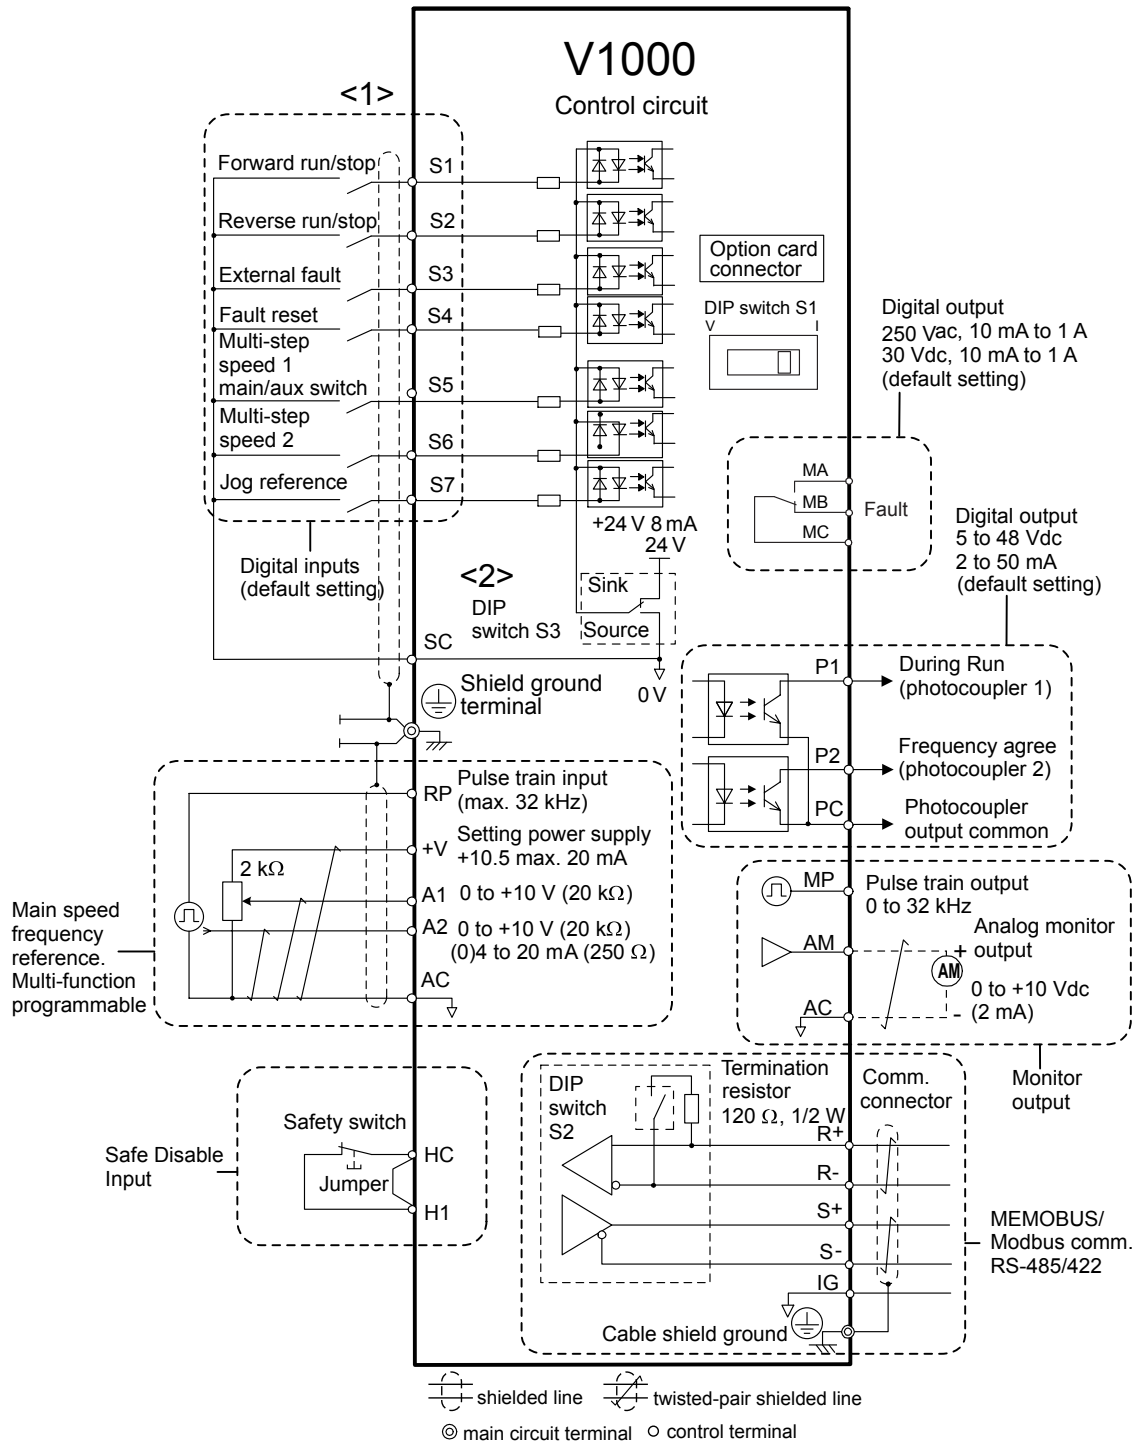 V1000
Control circuit
<1>
Forward run/stop
S1
Reverse run/stop
S2
External fault
S3
Fault reset
S4
Multi-step
speed 1
main/aux switch
S5
Multi-step
speed 2
S6
Jog reference
S7
Digital inputs
(default setting)
Option card
connector
DIP switch S1
V I
+24 V 8 mA
24 V
<2>
DIP
switch S3
Sink
Source
SC
0 V
Shield ground
terminal
Digital output
250 Vac, 10 mA to 1 A
30 Vdc, 10 mA to 1 A
(default setting)
MA
MB
MC
Fault
Digital output
5 to 48 Vdc
2 to 50 mA
(default setting)
P1
During Run
(photocoupler 1)
P2
Frequency agree
(photocoupler 2)
PC
Photocoupler
output common
RP
Pulse train input
(max. 32 kHz)
+V
Setting power supply
+10.5 max. 20 mA
2 kΩ
A1
0 to +10 V (20 kΩ)
A2
0 to +10 V (20 kΩ)
(0)4 to 20 mA (250 Ω)
AC
Main speed
frequency
reference.
Multi-function
programmable
MP
Pulse train output
0 to 32 kHz
AM
Analog monitor
output
+
AM
0 to +10 Vdc
(2 mA)
AC
-
Monitor
output
Safety switch
Jumper
HC
H1
Safe Disable
Input
DIP
switch
S2
Termination
resistor
120 Ω, 1/2 W
Comm.
connector
R+
R-
S+
S-
IG
Cable shield ground
MEMOBUS/
Modbus comm.
RS-485/422
shielded line
twisted-pair shielded line
main circuit terminal
control terminal